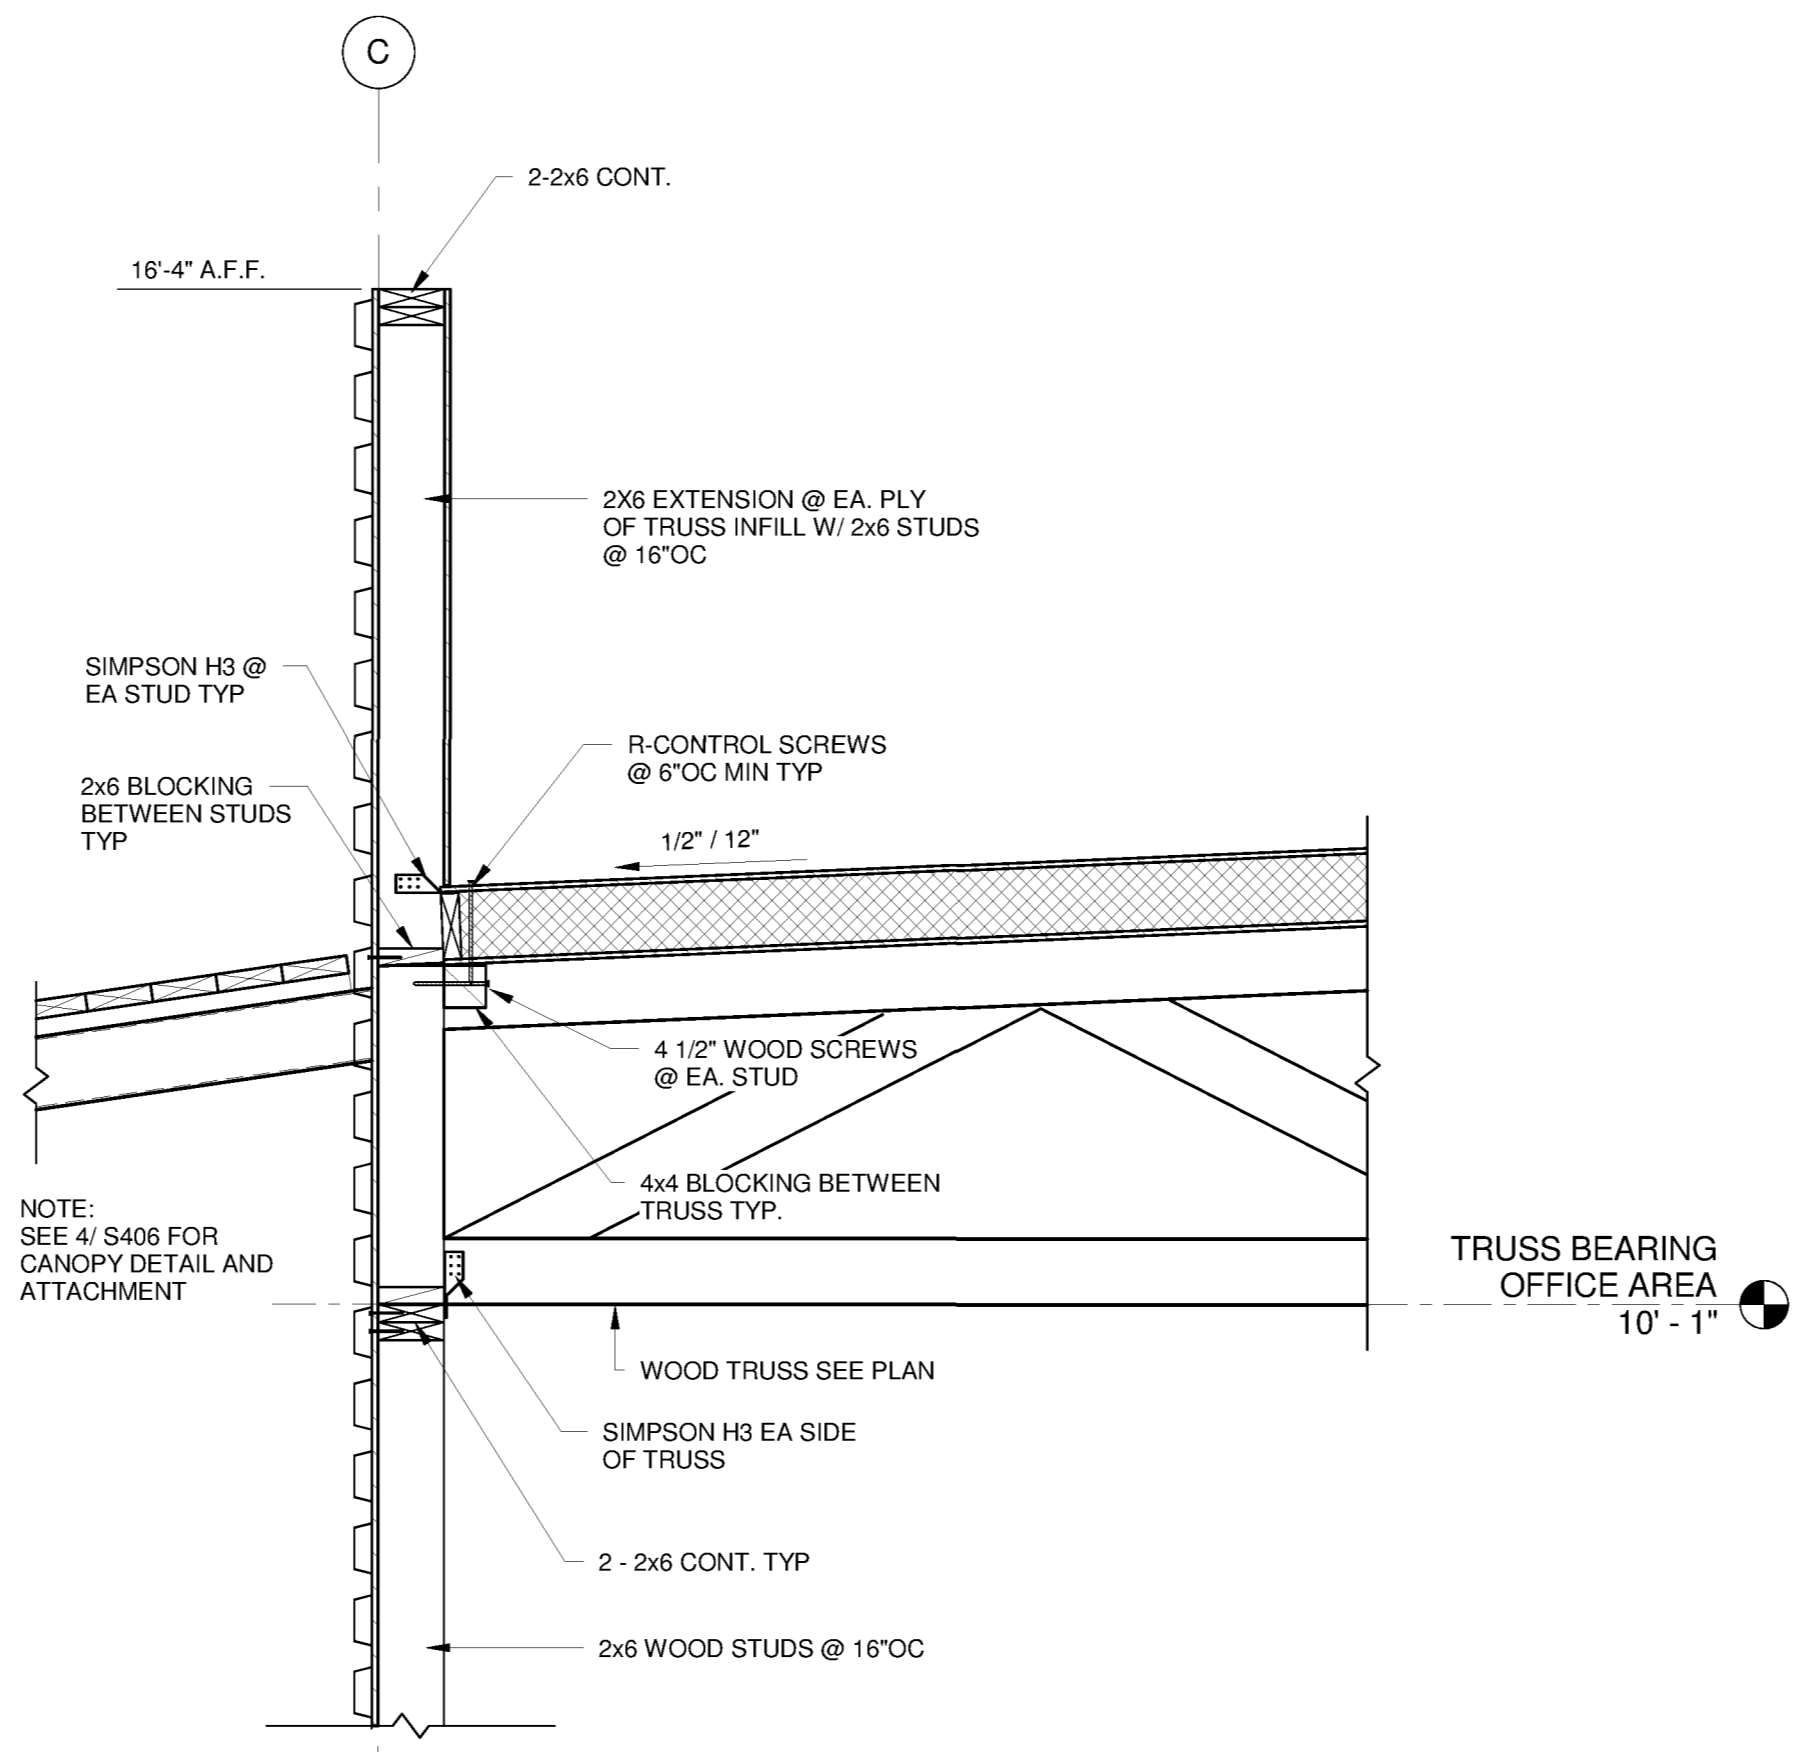 C
2-2x6 CONT.
16'-4" A.F.F.
2X6 EXTENSION @ EA. PLY
OF TRUSS INFILL W/ 2x6 STUDS
@ 16"OC
SIMPSON H3 @
EA STUD TYP
R-CONTROL SCREWS
@ 6"OC MIN TYP
2x6 BLOCKING
BETWEEN STUDS
TYP
1/2" / 12"
4 1/2" WOOD SCREWS
@ EA. STUD
4x4 BLOCKING BETWEEN
TRUSS TYP.
NOTE:
SEE 4/ S406 FOR
CANOPY DETAIL AND
ATTACHMENT
TRUSS BEARING
OFFICE AREA
10' - 1"
WOOD TRUSS SEE PLAN
SIMPSON H3 EA SIDE
OF TRUSS
2 - 2x6 CONT. TYP
2x6 WOOD STUDS @ 16"OC